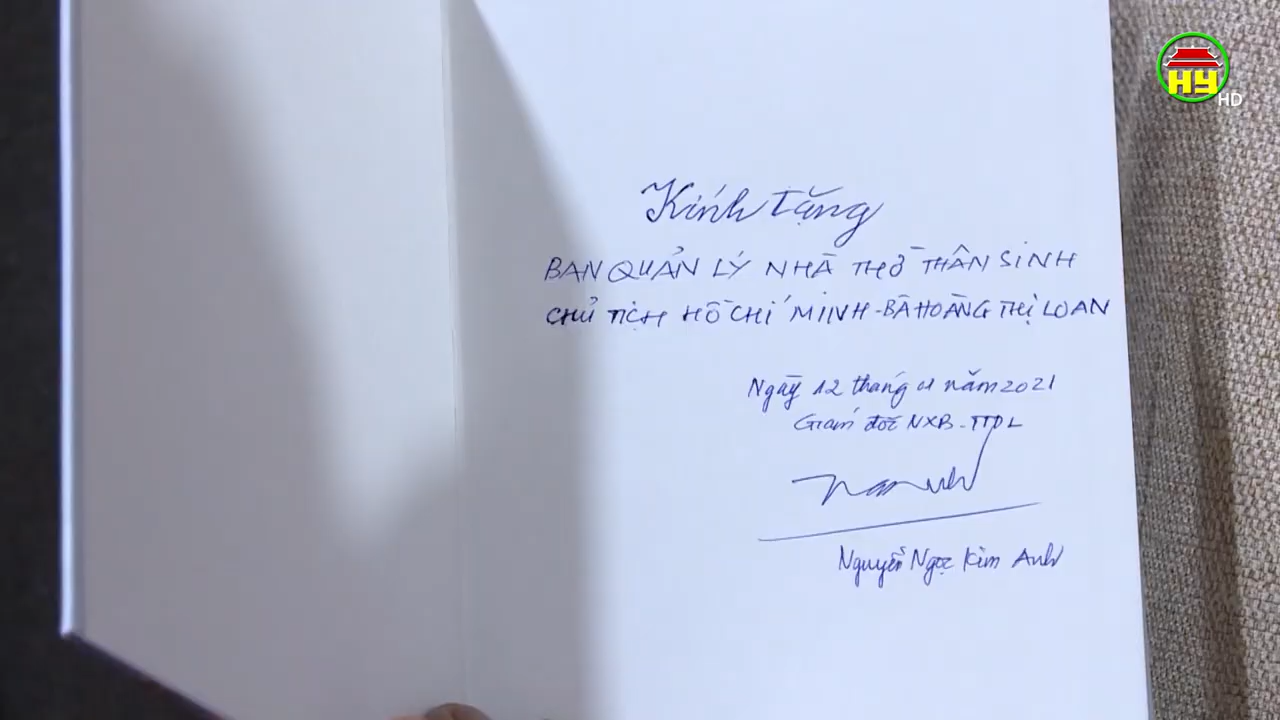 HY
HD
Kính tặng
BAN QUẢN LÝ NHÀ THỜ THÂN SINH
CHỦ TỊCH HỒ CHÍ MINH - BÀ HOÀNG THỊ LOAN
Ngày 12 tháng 01 năm 2021
Giám đốc NXB - TTDL
Nguyễn Ngọc Kim Anh